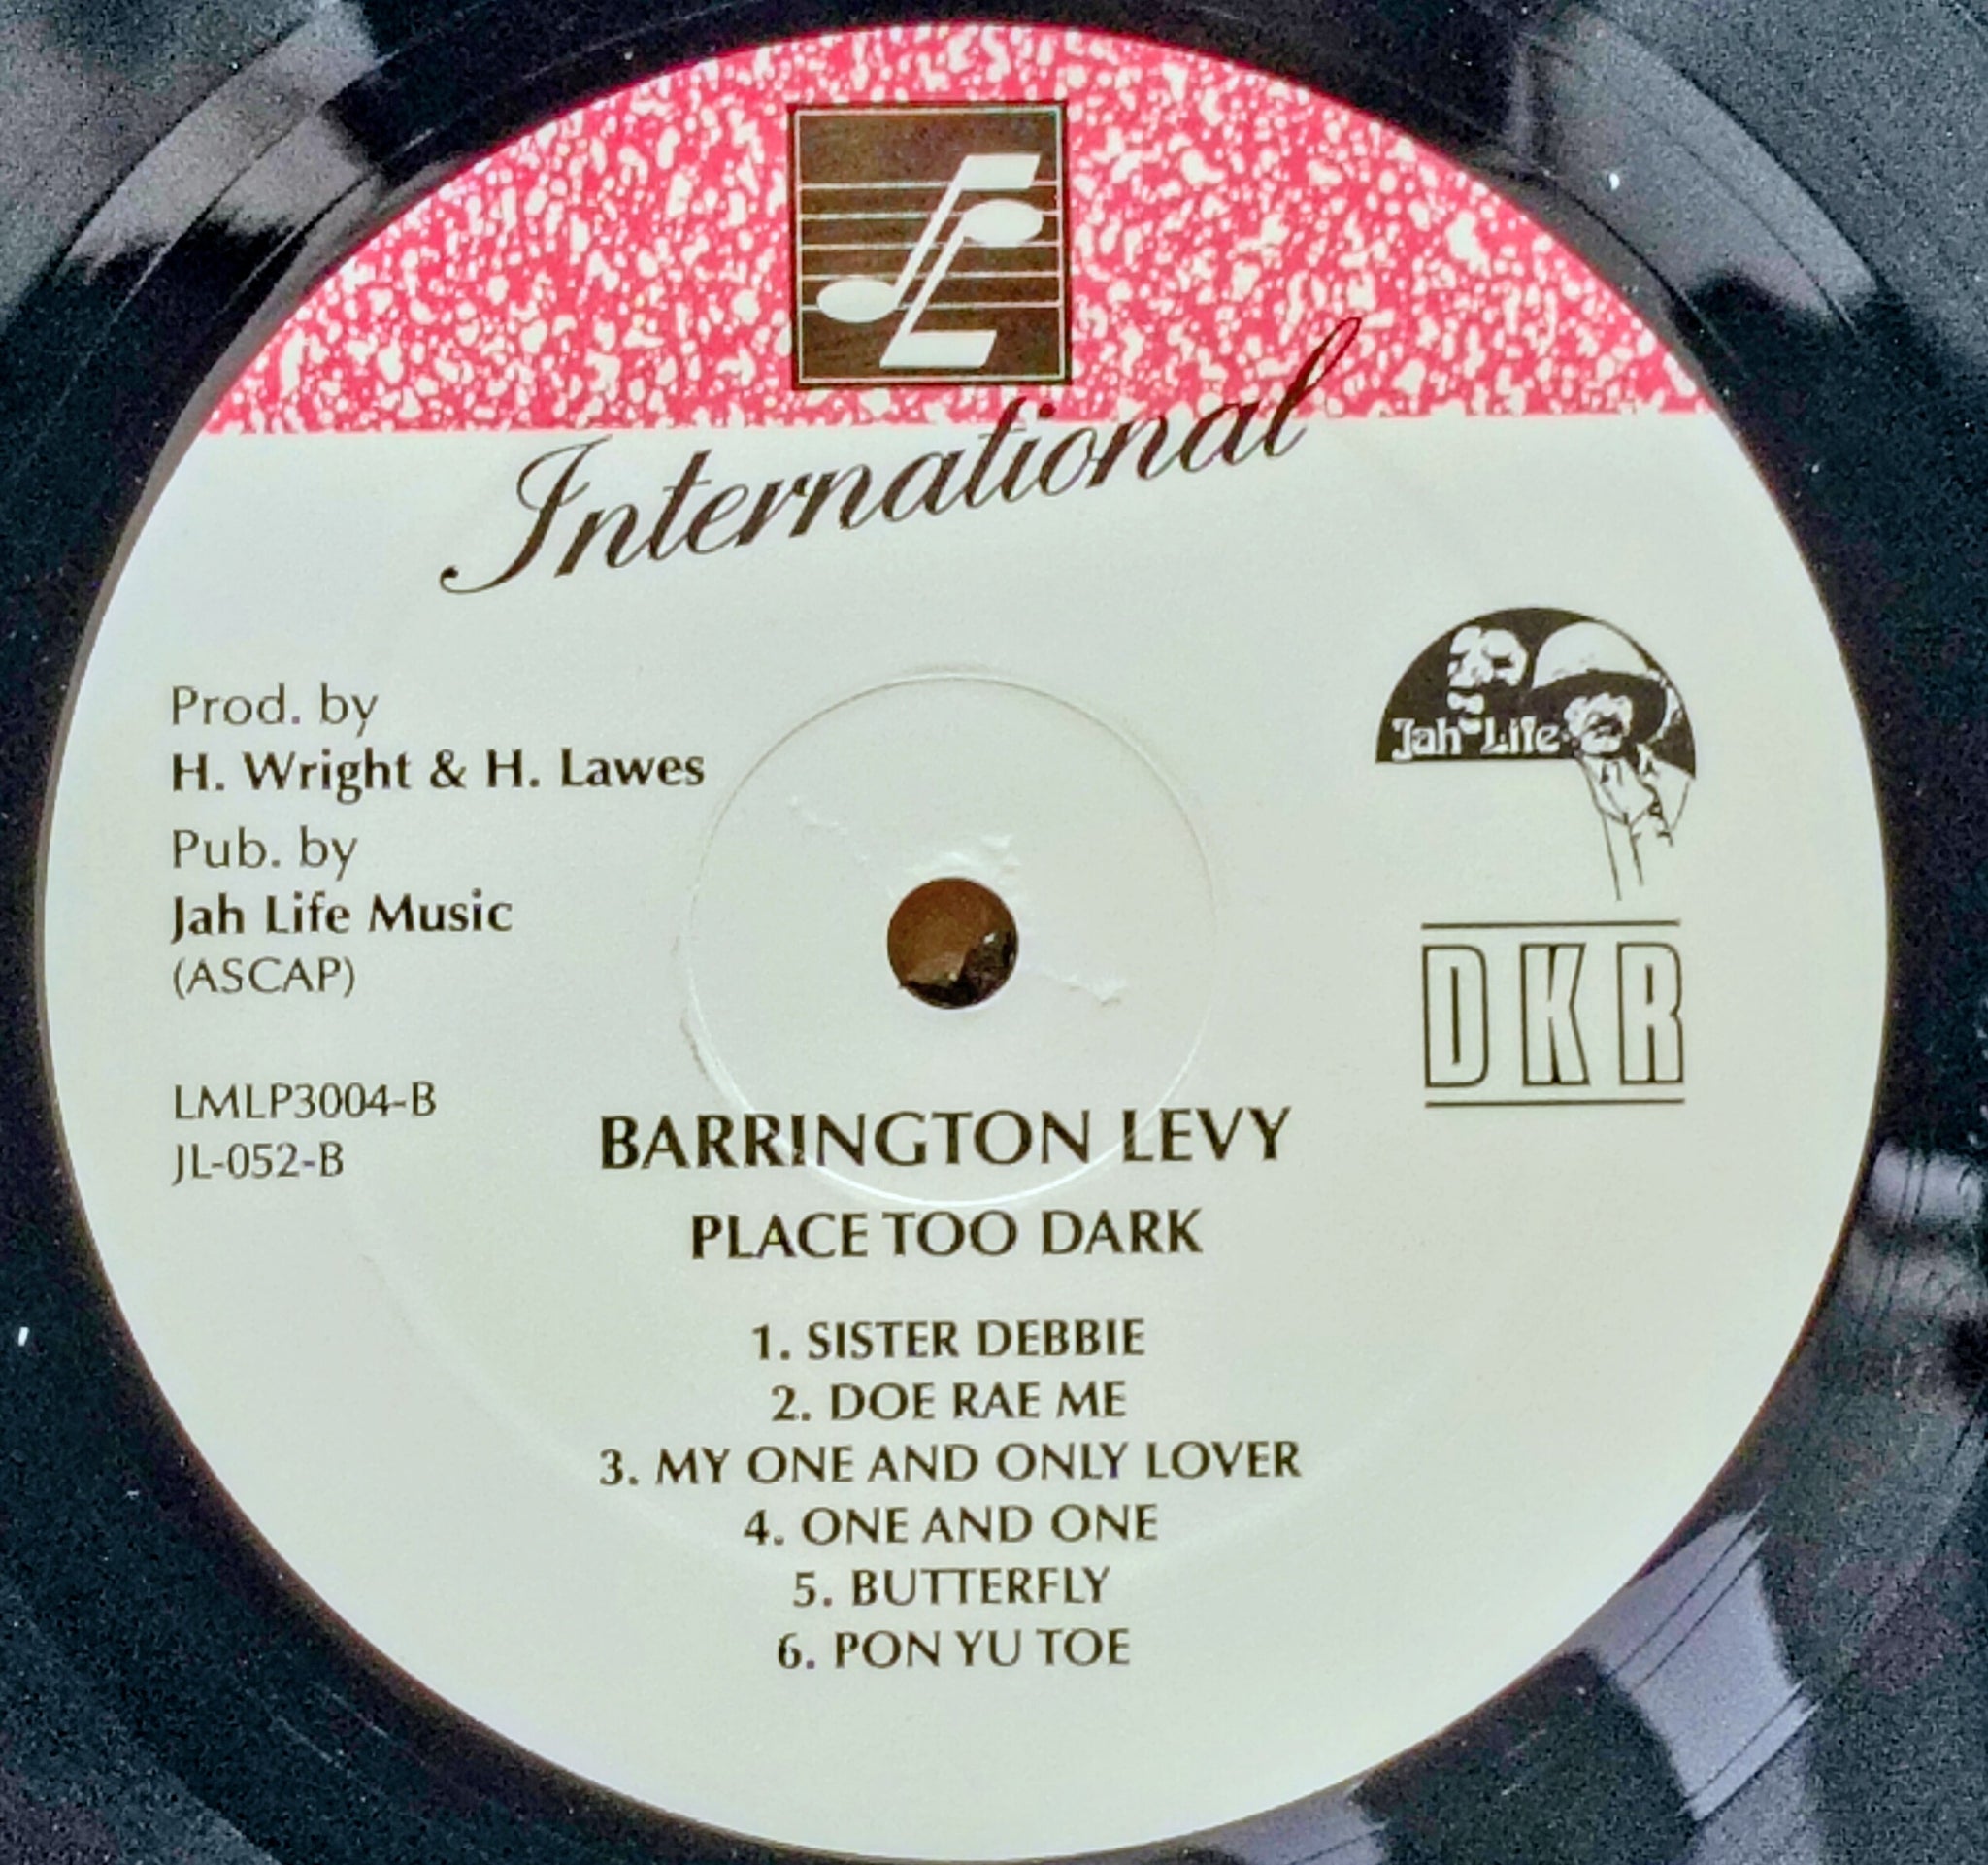 International
Prod. by
H. Wright & H. Lawes
Pub. by
Jah Life Music
(ASCAP)
LMLP3004-B
JL-052-B
Jah Life
DKR
BARRINGTON LEVY
PLACE TOO DARK
1. SISTER DEBBIE
2. DOE RAE ME
3. MY ONE AND ONLY LOVER
4. ONE AND ONE
5. BUTTERFLY
6. PON YU TOE